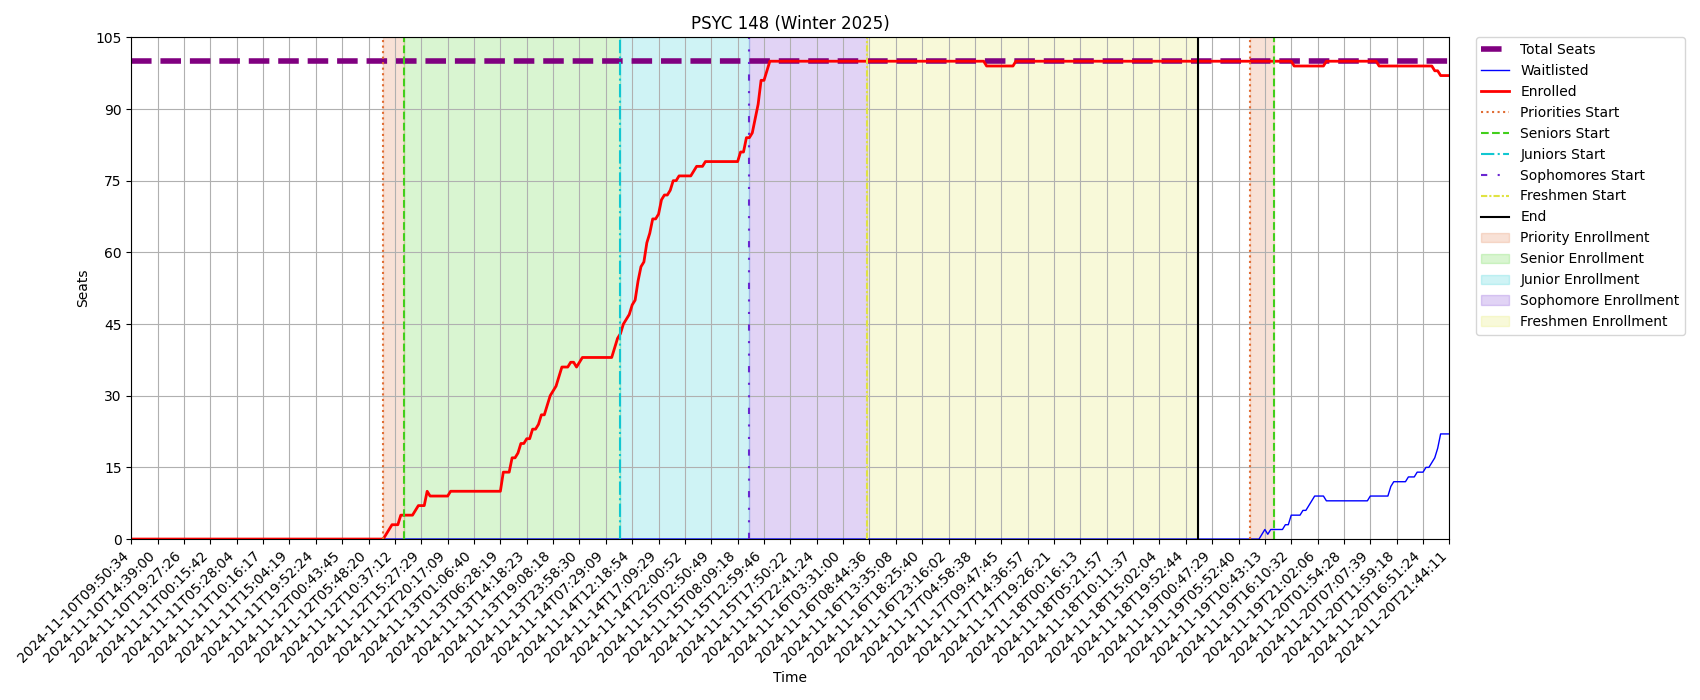 PSYC 148 (Winter 2025)
105
90
75
60
45
30
15
0
Seats
2024-11-10T09:50:34
2024-11-10T14:39:00
2024-11-10T19:27:26
2024-11-11T00:15:42
2024-11-11T05:28:04
2024-11-11T10:16:17
2024-11-11T15:04:19
2024-11-11T19:52:24
2024-11-12T00:43:45
2024-11-12T05:48:20
2024-11-12T10:37:12
2024-11-12T15:27:29
2024-11-12T20:17:09
2024-11-13T01:06:40
2024-11-13T06:28:19
2024-11-13T14:18:23
2024-11-13T19:08:18
2024-11-13T23:58:30
2024-11-14T07:29:09
2024-11-14T12:18:54
2024-11-14T17:09:29
2024-11-14T22:00:52
2024-11-15T02:50:49
2024-11-15T08:09:18
2024-11-15T12:59:46
2024-11-15T17:50:22
2024-11-15T22:41:24
2024-11-16T03:31:00
2024-11-16T08:44:36
2024-11-16T13:35:08
2024-11-16T18:25:40
2024-11-16T23:16:02
2024-11-17T04:58:38
2024-11-17T09:47:45
2024-11-17T14:36:57
2024-11-17T19:26:21
2024-11-18T00:16:13
2024-11-18T05:21:57
2024-11-18T10:11:37
2024-11-18T15:02:04
2024-11-18T19:52:44
2024-11-19T00:47:29
2024-11-19T05:52:40
2024-11-19T10:43:13
2024-11-19T16:10:32
2024-11-19T21:02:06
2024-11-20T01:54:28
2024-11-20T07:07:39
2024-11-20T11:59:18
2024-11-20T16:51:24
2024-11-20T21:44:11
Time
Total Seats
Waitlisted
Enrolled
Priorities Start
Seniors Start
Juniors Start
Sophomores Start
Freshmen Start
End
Priority Enrollment
Senior Enrollment
Junior Enrollment
Sophomore Enrollment
Freshmen Enrollment